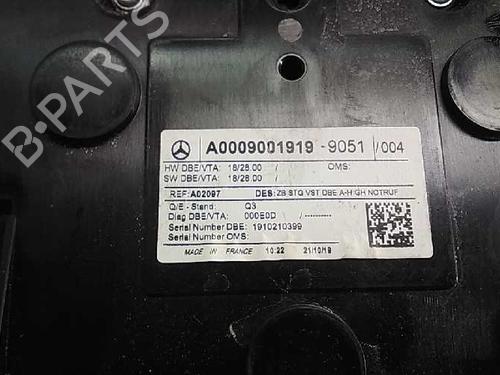 B-PARTS
A0009001919 - 9051 / 004
HW DBE/VTA: 18/28.00 / OMS:
SW DBE/VTA: 18/28.00 /
REF: A02097 DES: ZB STQ VST DBE A-HIGH NOTRUF
Q/E - Stand: Q3
Diag DBE/VTA: 000E0D / /----------
Serial Number DBE: 1910210399
Serial Number OMS:
MADE IN FRANCE 10:22 21/10/19